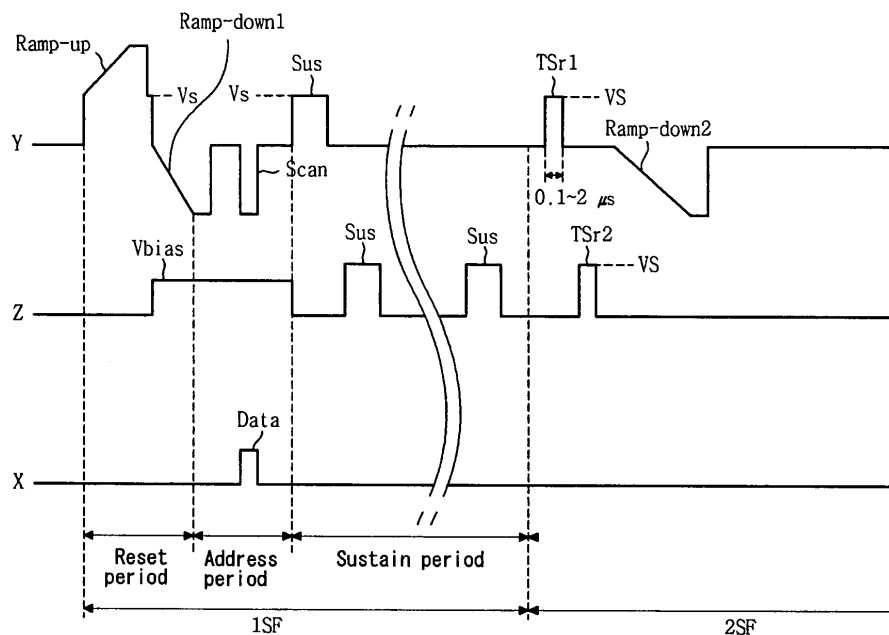 Ramp-down1
Ramp-up
Vs
Vs
Sus
TSr1
VS
Ramp-down2
Y
Scan
0.1~2 μs
Vbias
Sus
Sus
TSr2
VS
Z
Data
X
Reset period
Address period
Sustain period
1SF
2SF